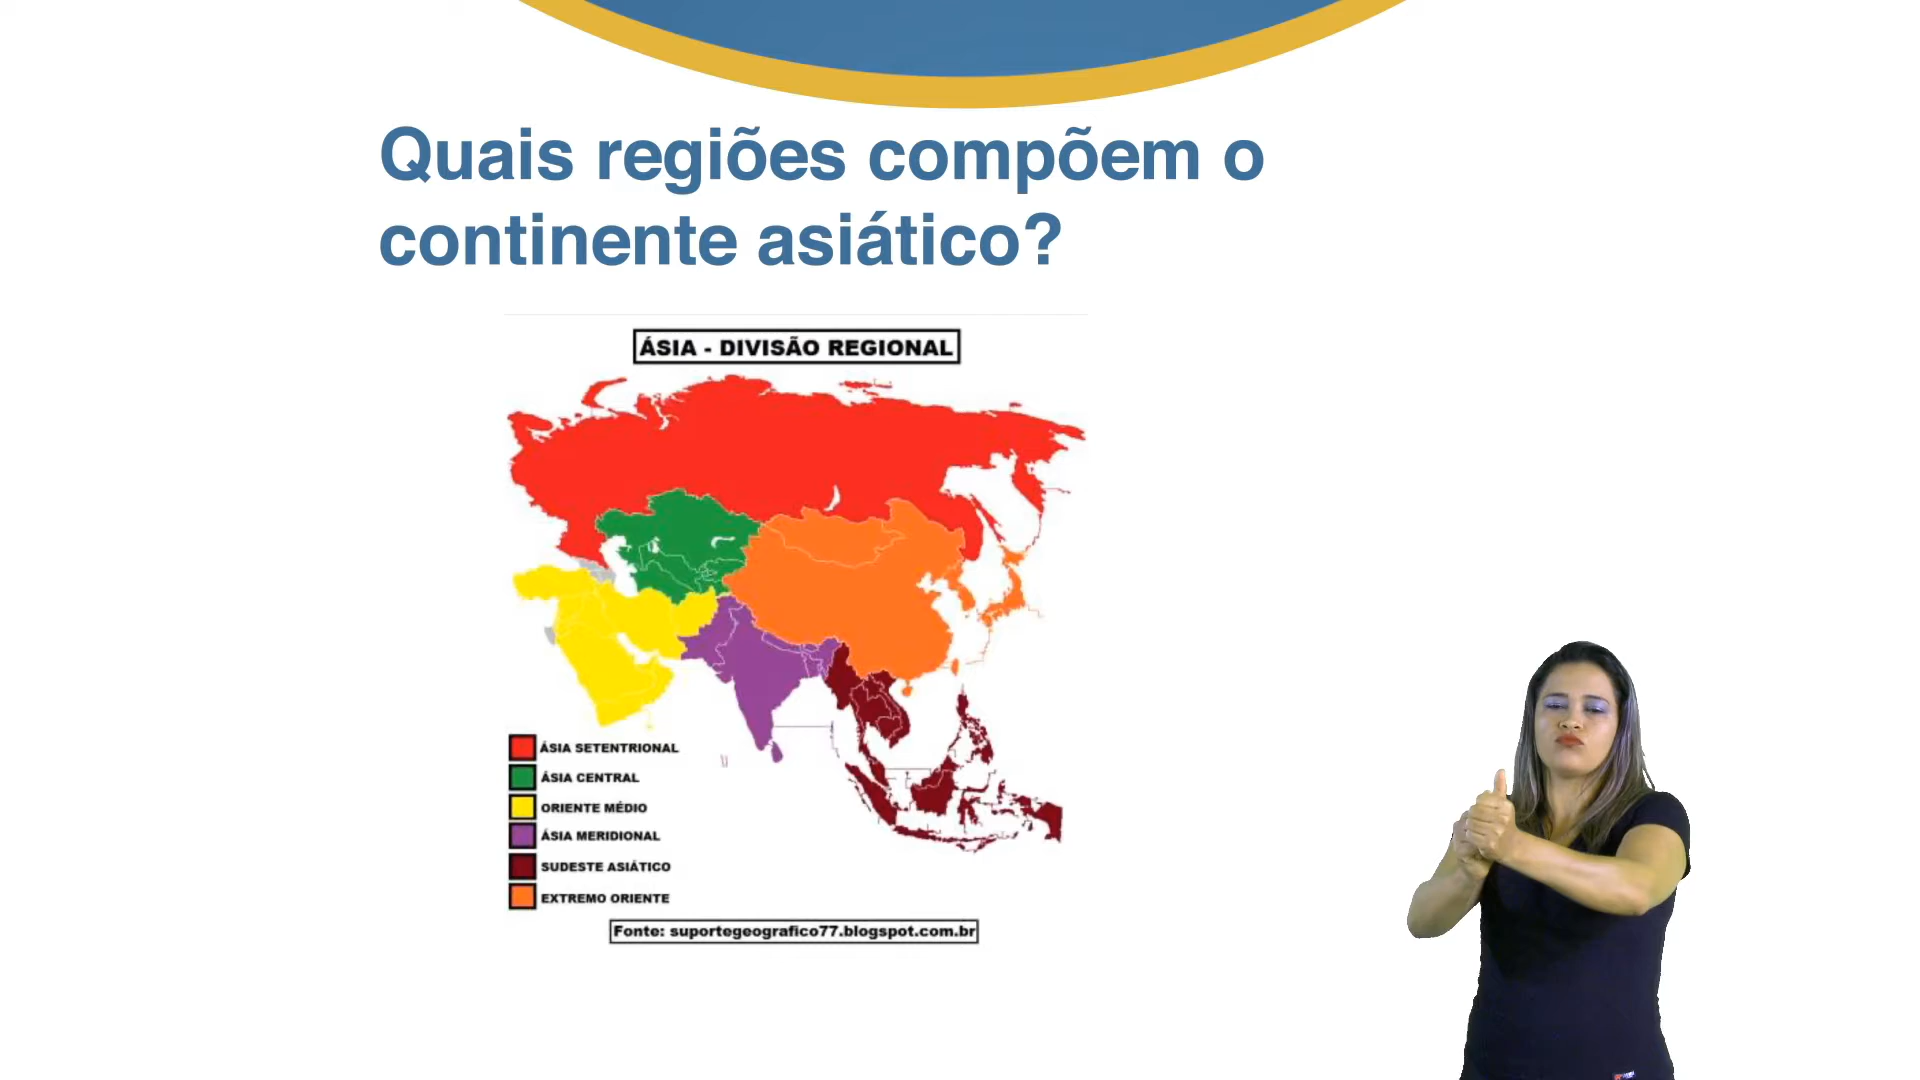 Quais regiões compõem o
continente asiático?
ÁSIA - DIVISÃO REGIONAL
ÁSIA SETENTRIONAL
ÁSIA CENTRAL
ORIENTE MÉDIO
ÁSIA MERIDIONAL
SUDESTE ASIÁTICO
EXTREMO ORIENTE
Fonte: suportegeografico77.blogspot.com.br